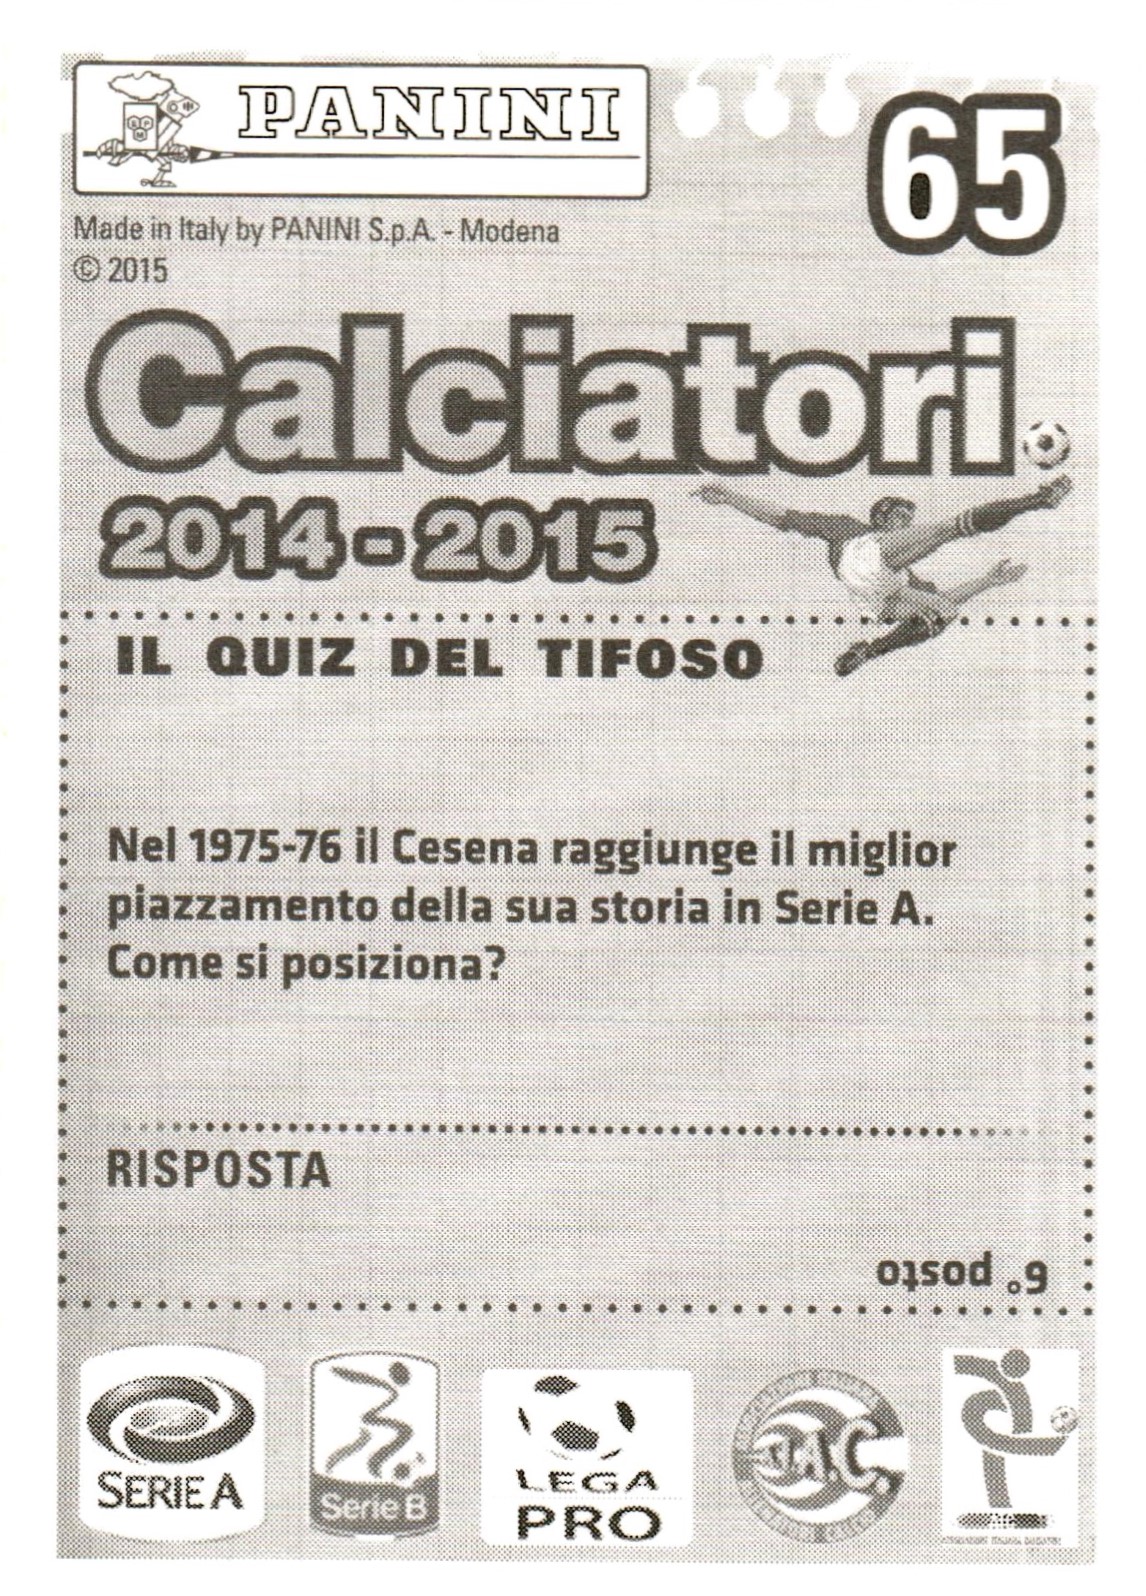 PANINI
65
Made in Italy by PANINI S.p.A. - Modena
© 2015
Calciatori
2014-2015
IL QUIZ DEL TIFOSO
Nel 1975-76 il Cesena raggiunge il miglior
piazzamento della sua storia in Serie A.
Come si posiziona?
RISPOSTA
6° posto
SERIE A
Serie B
LEGA
PRO